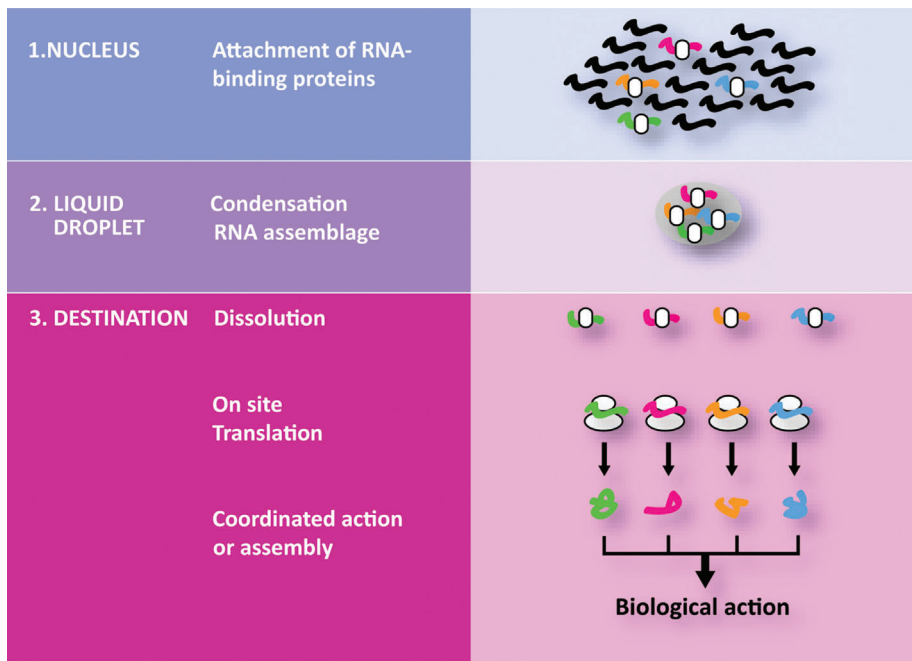 1.NUCLEUS
Attachment of RNA-
binding proteins
2. LIQUID
DROPLET
Condensation
RNA assemblage
3. DESTINATION
Dissolution
On site
Translation
Coordinated action
or assembly
Biological action